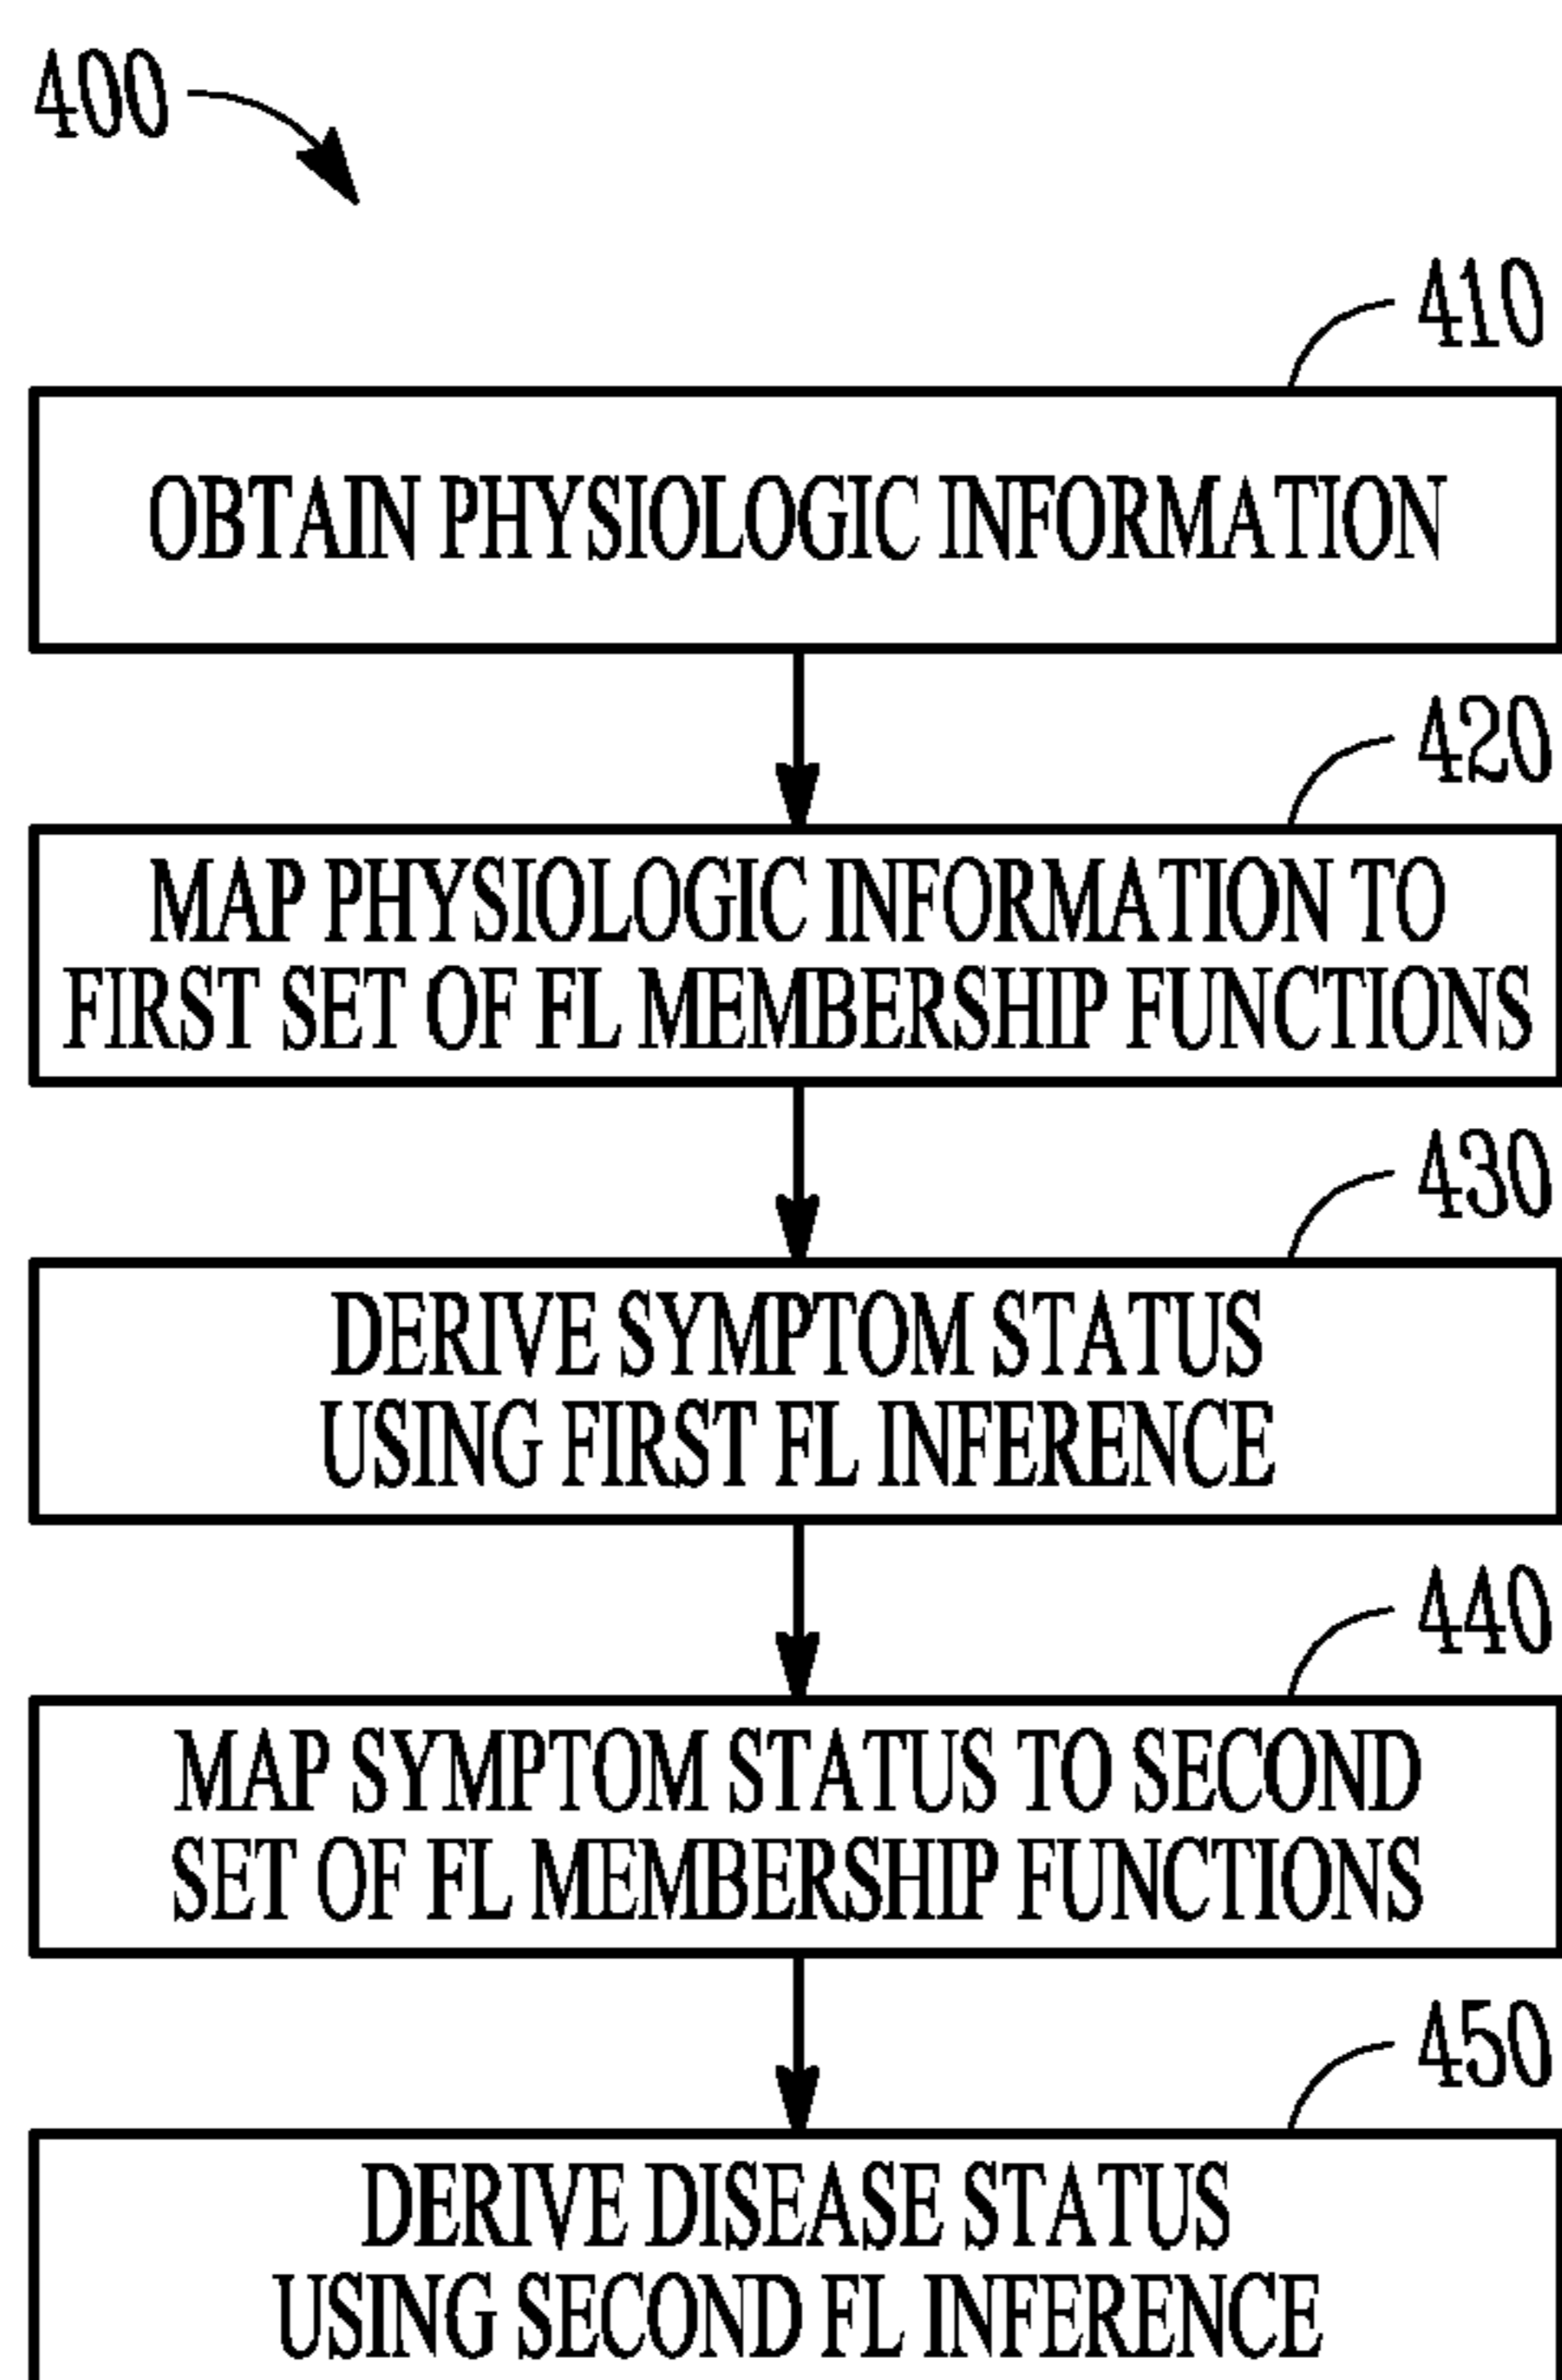 400
410
OBTAIN PHYSIOLOGIC INFORMATION
420
MAP PHYSIOLOGIC INFORMATION TO
FIRST SET OF FL MEMBERSHIP FUNCTIONS
430
DERIVE SYMPTOM STATUS
USING FIRST FL INFERENCE
440
MAP SYMPTOM STATUS TO SECOND
SET OF FL MEMBERSHIP FUNCTIONS
450
DERIVE DISEASE STATUS
USING SECOND FL INFERENCE